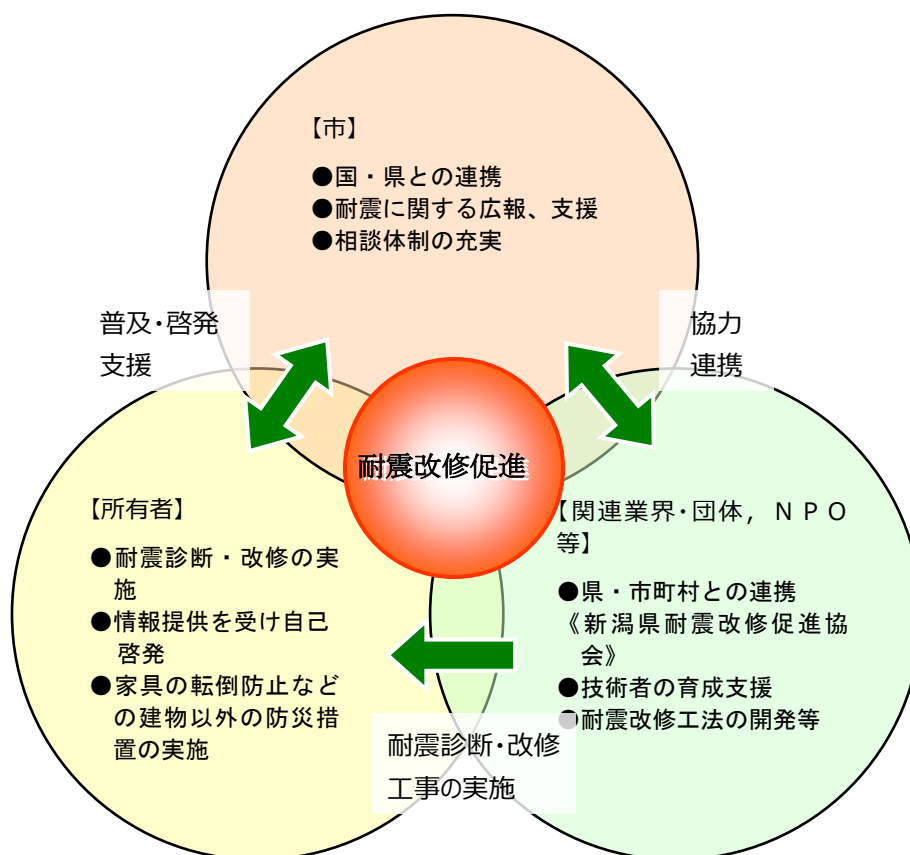 【市】
●国・県との連携
●耐震に関する広報、支援
●相談体制の充実
普及・啓発
支援
協力
連携
耐震改修促進
【所有者】
●耐震診断・改修の実
施
●情報提供を受け自己
啓発
●家具の転倒防止など
の建物以外の防災措
置の実施
【関連業界・団体，ＮＰＯ
等】
●県・市町村との連携
《新潟県耐震改修促進協
会》
●技術者の育成支援
●耐震改修工法の開発等
耐震診断・改修
工事の実施